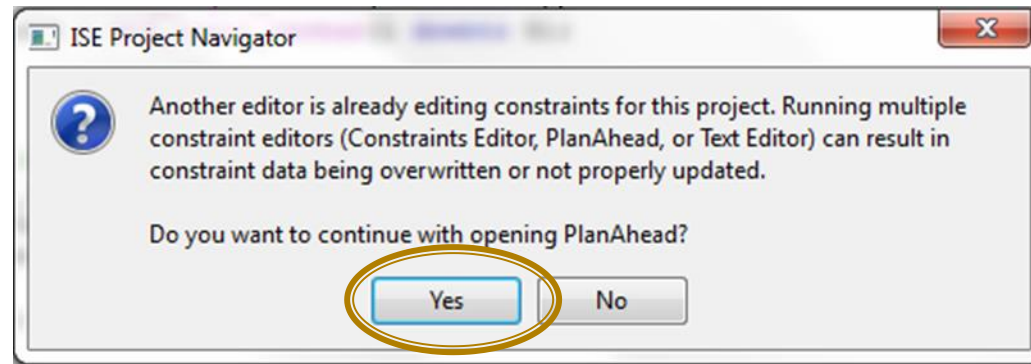 ISE Project Navigator
Another editor is already editing constraints for this project. Running multiple
constraint editors (Constraints Editor, PlanAhead, or Text Editor) can result in
constraint data being overwritten or not properly updated.
Do you want to continue with opening PlanAhead?
Yes No